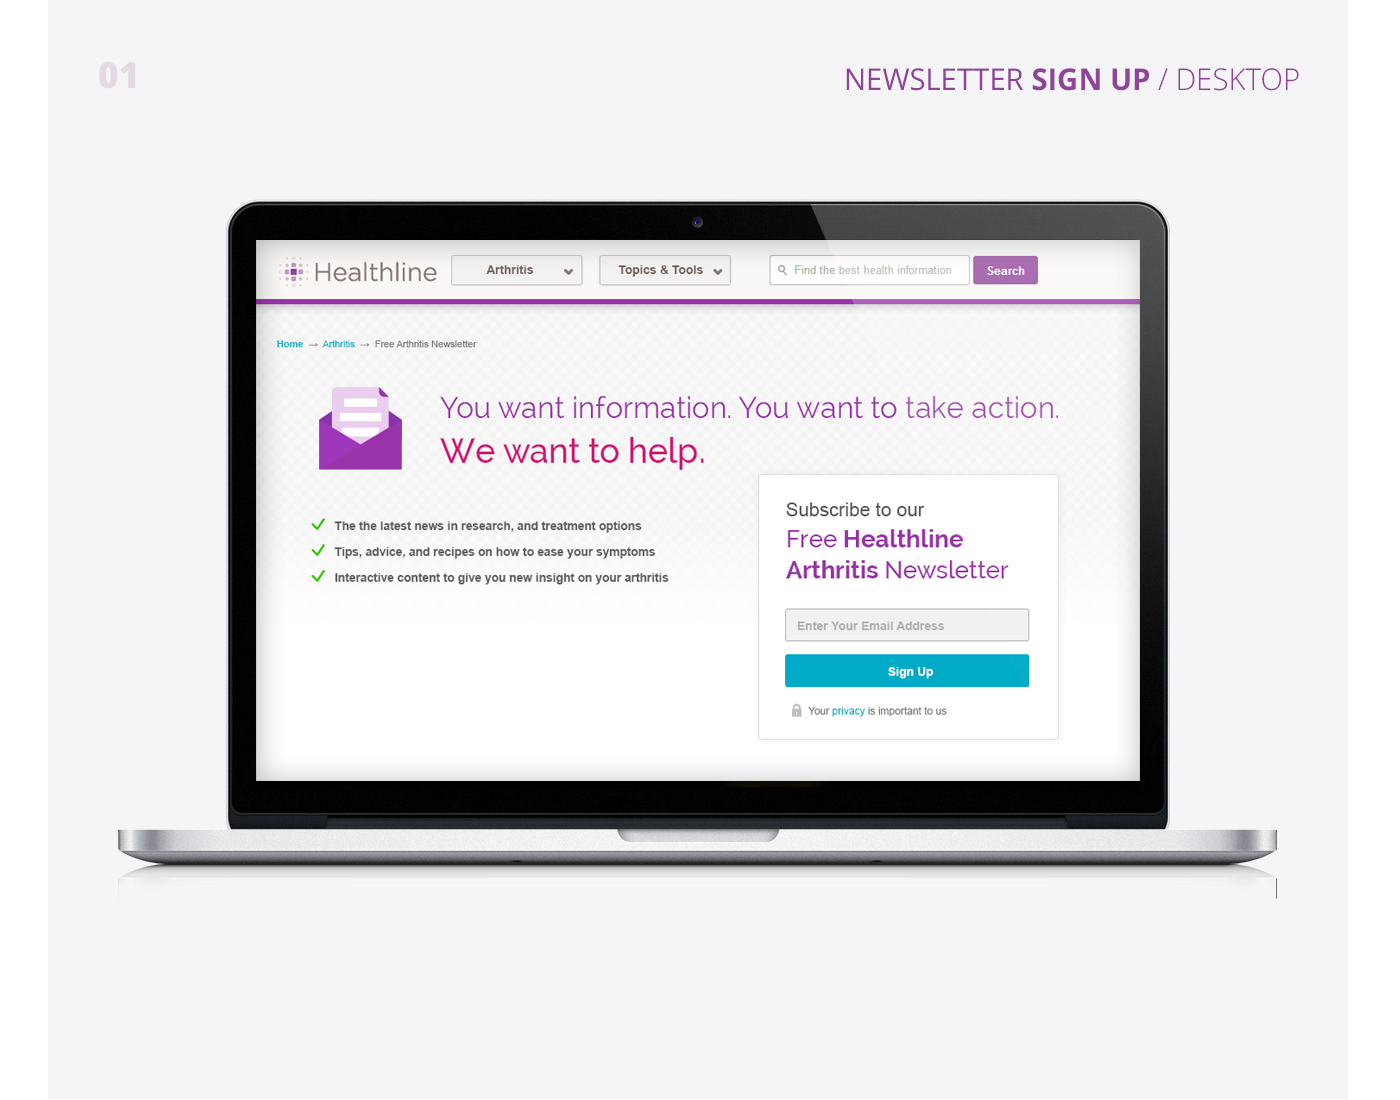 01
NEWSLETTER SIGN UP / DESKTOP
Healthline
Arthritis
Topics & Tools
Find the best health information
Search
Home → Arthritis → Free Arthritis Newsletter
You want information. You want to take action.
We want to help.
The the latest news in research, and treatment options
Tips, advice, and recipes on how to ease your symptoms
Interactive content to give you new insight on your arthritis
Subscribe to our
Free Healthline
Arthritis Newsletter
Enter Your Email Address
Sign Up
Your privacy is important to us